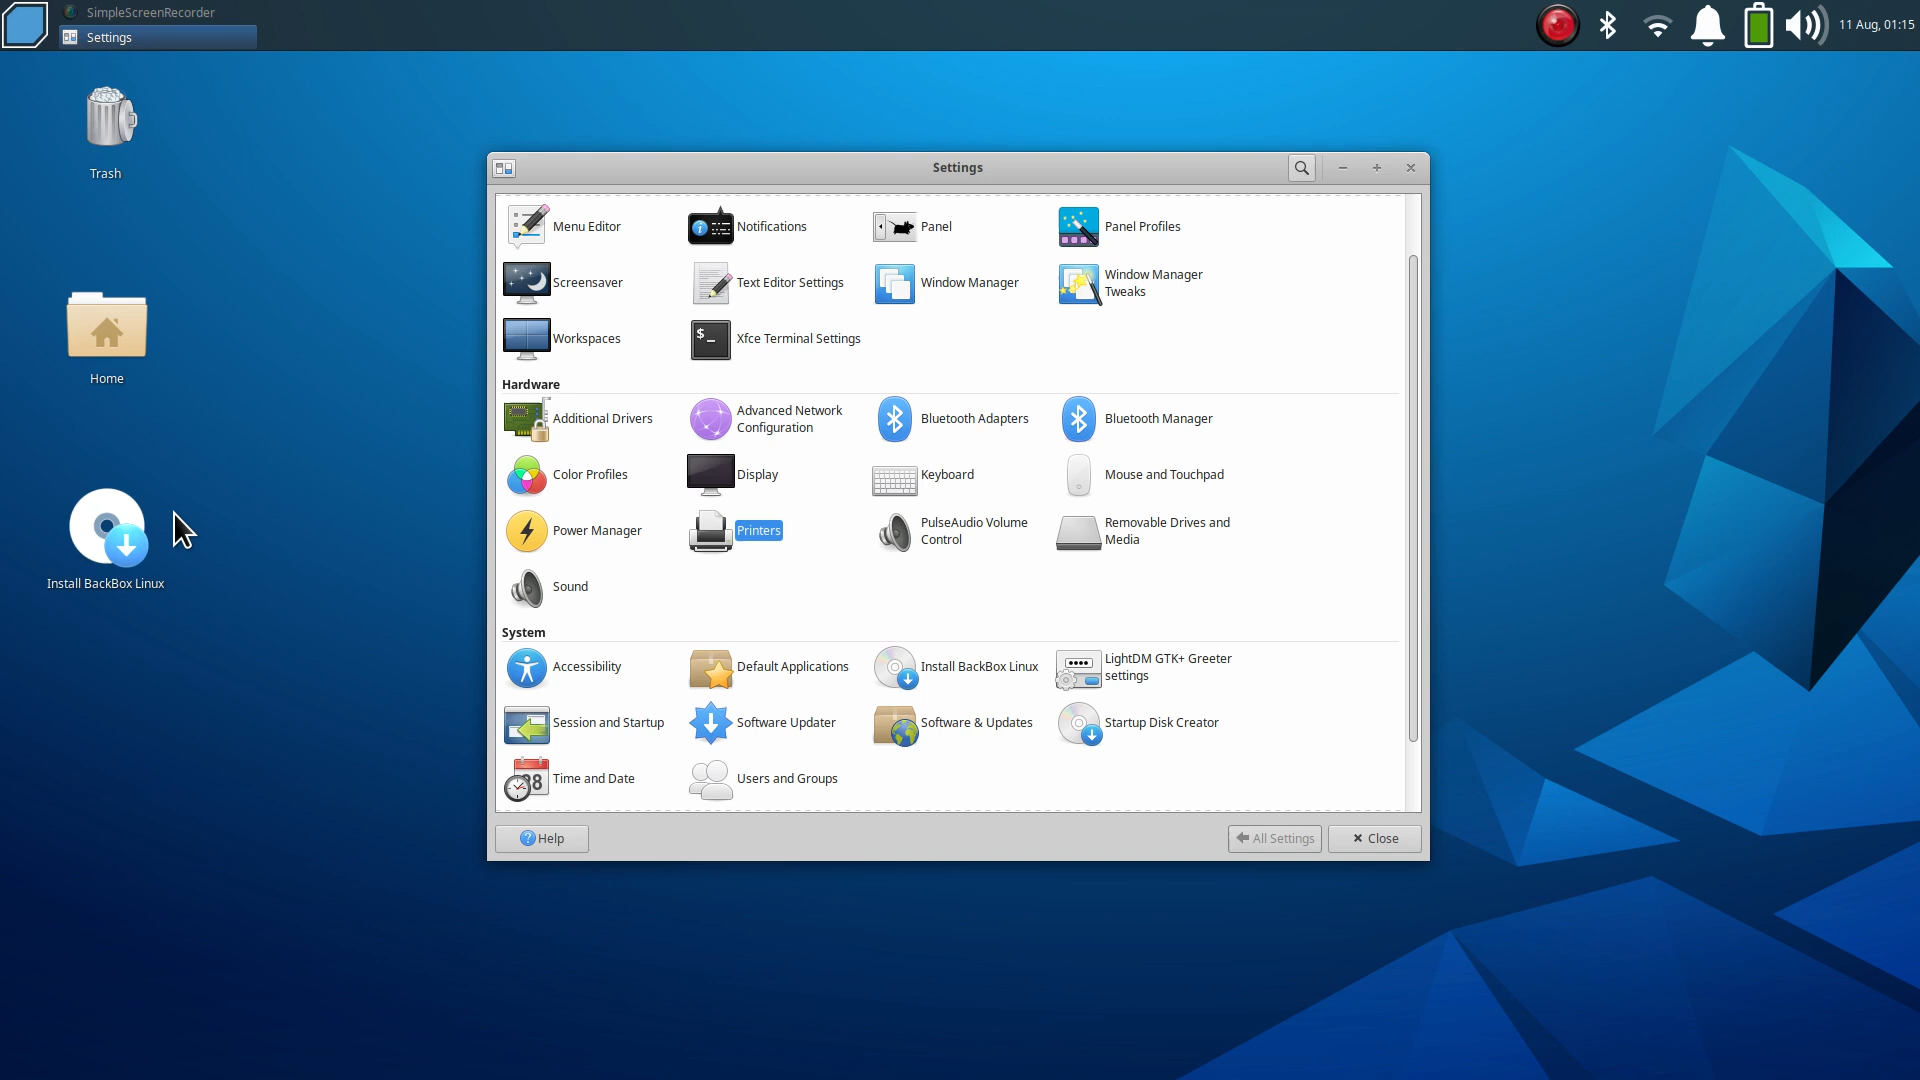 SimpleScreenRecorder
Settings
11 Aug, 01:15
Trash
Home
Install BackBox Linux
Settings
Menu Editor
Notifications
Panel
Panel Profiles
Screensaver
Text Editor Settings
Window Manager
Window Manager
Tweaks
Workspaces
$_
Xfce Terminal Settings
Hardware
Additional Drivers
Advanced Network
Configuration
Bluetooth Adapters
Bluetooth Manager
Color Profiles
Display
Keyboard
Mouse and Touchpad
Power Manager
Printers
PulseAudio Volume
Control
Removable Drives and
Media
Sound
System
Accessibility
Default Applications
Install BackBox Linux
LightDM GTK+ Greeter
settings
Session and Startup
Software Updater
Software & Updates
Startup Disk Creator
Time and Date
Users and Groups
Help
All Settings
Close